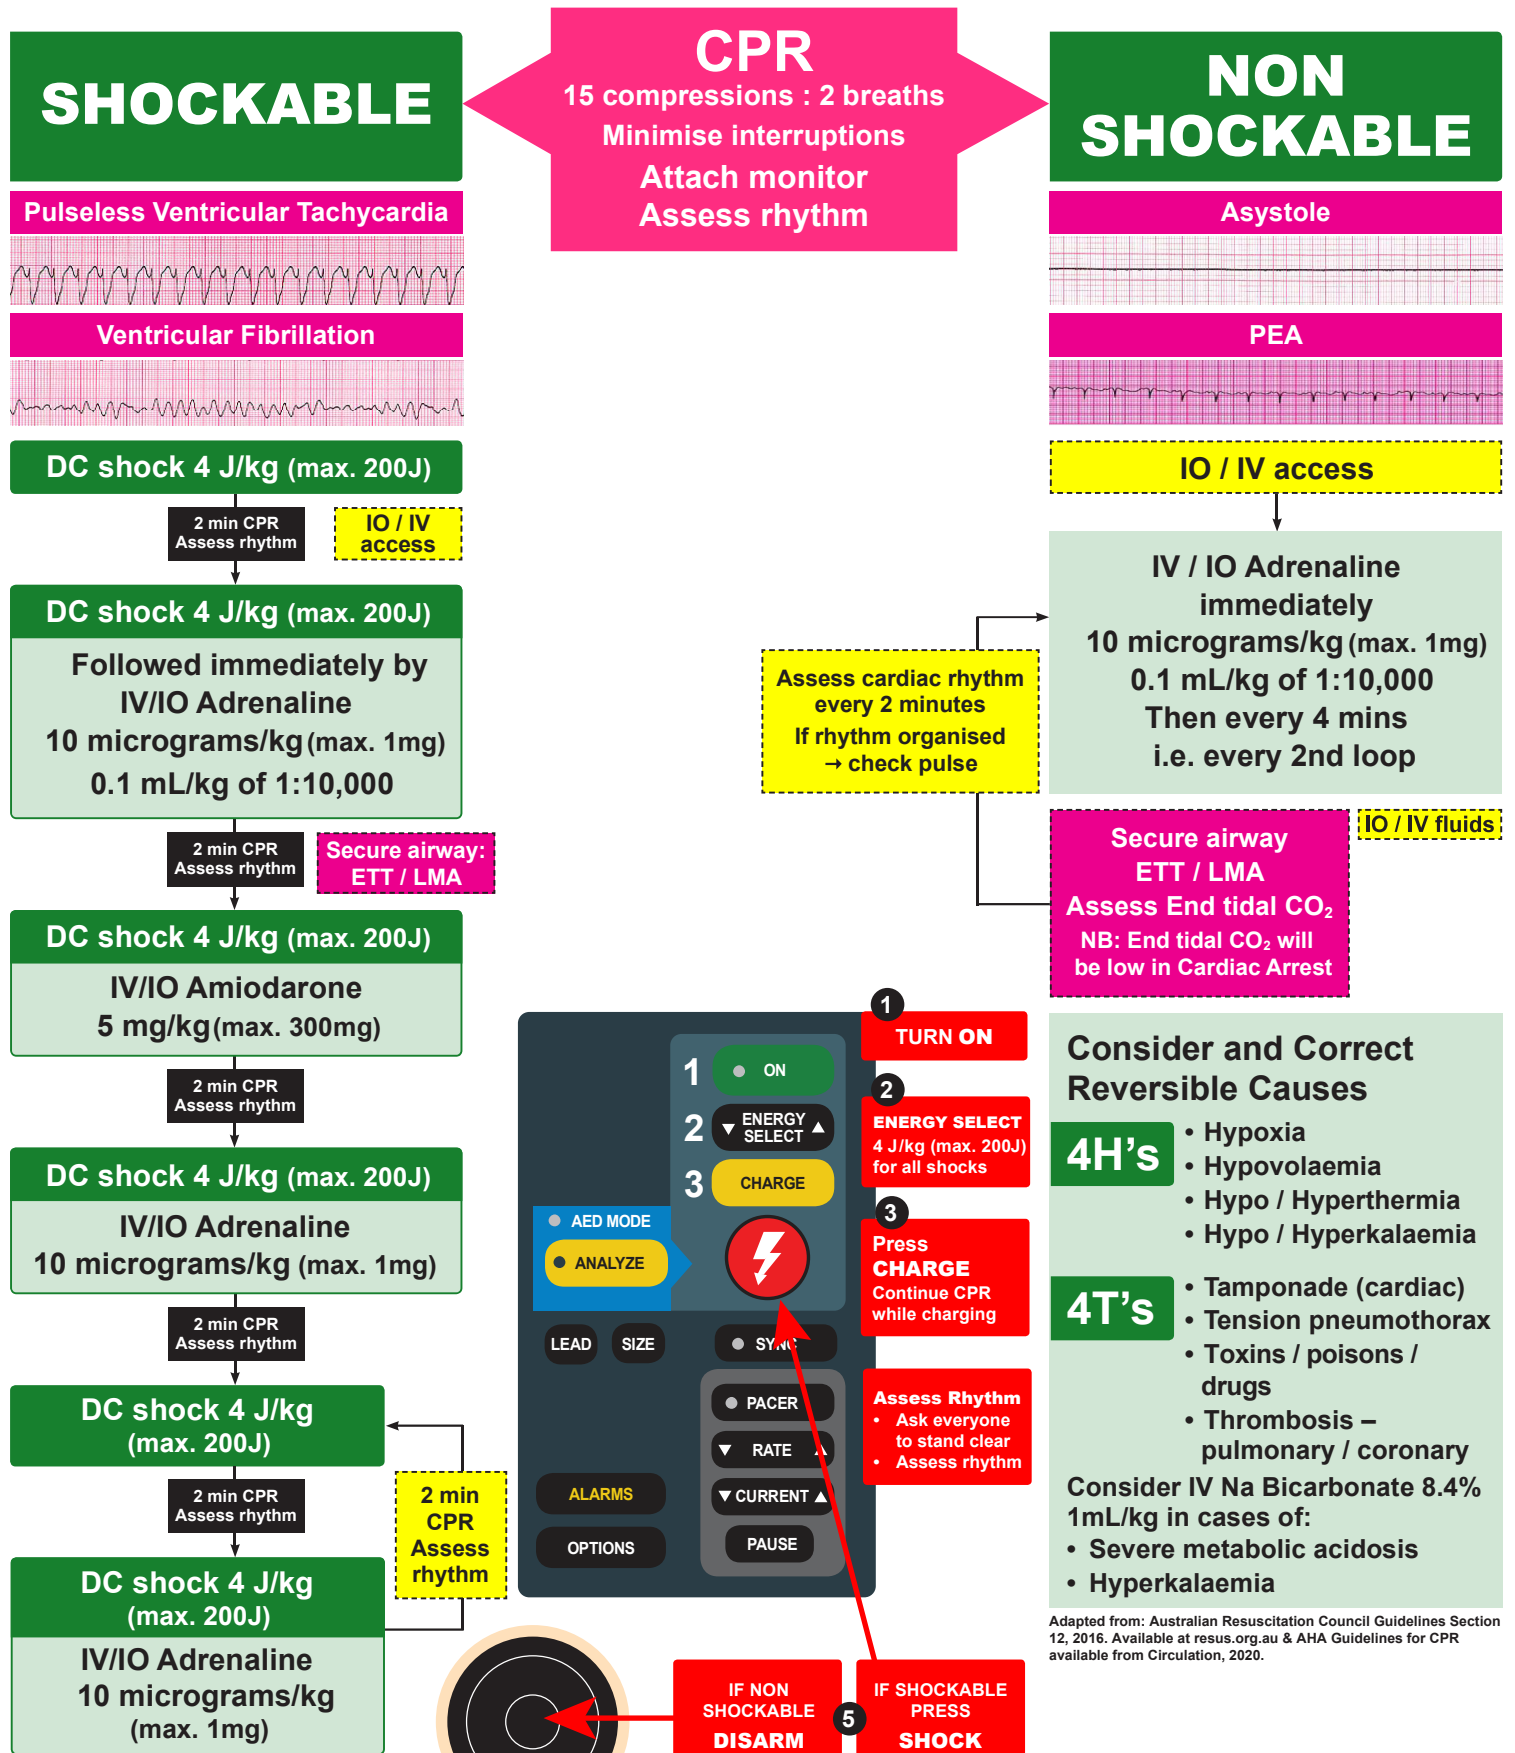 SHOCKABLE
CPR
15 compressions : 2 breaths
Minimise interruptions
Attach monitor
Assess rhythm
NON
SHOCKABLE
Pulseless Ventricular Tachycardia
Ventricular Fibrillation
DC shock 4 J/kg (max. 200J)
2 min CPR
Assess rhythm
IO / IV
access
DC shock 4 J/kg (max. 200J)
Followed immediately by
IV/IO Adrenaline
10 micrograms/kg (max. 1mg)
0.1 mL/kg of 1:10,000
2 min CPR
Assess rhythm
Secure airway:
ETT / LMA
DC shock 4 J/kg (max. 200J)
IV/IO Amiodarone
5 mg/kg (max. 300mg)
2 min CPR
Assess rhythm
DC shock 4 J/kg (max. 200J)
IV/IO Adrenaline
10 micrograms/kg (max. 1mg)
2 min CPR
Assess rhythm
DC shock 4 J/kg
(max. 200J)
2 min CPR
Assess rhythm
2 min
CPR
Assess
rhythm
DC shock 4 J/kg
(max. 200J)
IV/IO Adrenaline
10 micrograms/kg
(max. 1mg)
Asystole
PEA
IO / IV access
IV / IO Adrenaline
immediately
10 micrograms/kg (max. 1mg)
0.1 mL/kg of 1:10,000
Then every 4 mins
i.e. every 2nd loop
Assess cardiac rhythm
every 2 minutes
If rhythm organised
→ check pulse
Secure airway
ETT / LMA
Assess End tidal CO₂
NB: End tidal CO₂ will
be low in Cardiac Arrest
IO / IV fluids
1 ON
2 ENERGY
SELECT
3 CHARGE
AED MODE
ANALYZE
LEAD
SIZE
SYNC
PACER
RATE
CURRENT
PAUSE
ALARMS
OPTIONS
1
TURN ON
2
ENERGY SELECT
4 J/kg (max. 200J)
for all shocks
3
Press
CHARGE
Continue CPR
while charging
Assess Rhythm
• Ask everyone
to stand clear
• Assess rhythm
IF NON
SHOCKABLE
DISARM
5
IF SHOCKABLE
PRESS
SHOCK
Consider and Correct
Reversible Causes
4H's
• Hypoxia
• Hypovolaemia
• Hypo / Hyperthermia
• Hypo / Hyperkalaemia
4T's
• Tamponade (cardiac)
• Tension pneumothorax
• Toxins / poisons /
drugs
• Thrombosis –
pulmonary / coronary
Consider IV Na Bicarbonate 8.4%
1mL/kg in cases of:
• Severe metabolic acidosis
• Hyperkalaemia
Adapted from: Australian Resuscitation Council Guidelines Section
12, 2016. Available at resus.org.au & AHA Guidelines for CPR
available from Circulation, 2020.